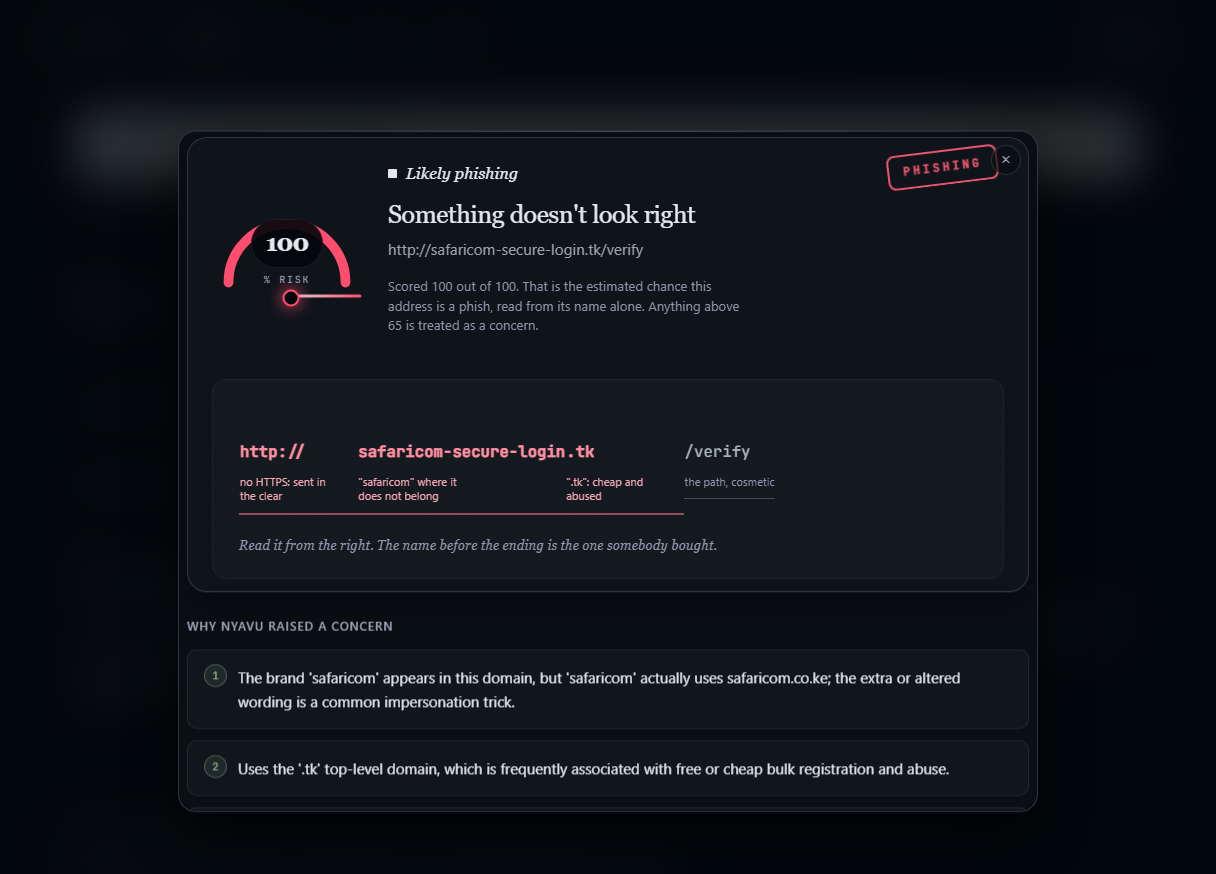 PHISHING
×
Likely phishing
Something doesn't look right
http://safaricom-secure-login.tk/verify
100
% RISK
Scored 100 out of 100. That is the estimated chance this
address is a phish, read from its name alone. Anything above
65 is treated as a concern.
http:// safaricom-secure-login.tk /verify
no HTTPS: sent in
the clear
"safaricom" where it
does not belong
".tk": cheap and
abused
the path, cosmetic
Read it from the right. The name before the ending is the one somebody bought.
WHY NYAVU RAISED A CONCERN
1
The brand 'safaricom' appears in this domain, but 'safaricom' actually uses safaricom.co.ke; the extra or altered
wording is a common impersonation trick.
2
Uses the '.tk' top-level domain, which is frequently associated with free or cheap bulk registration and abuse.